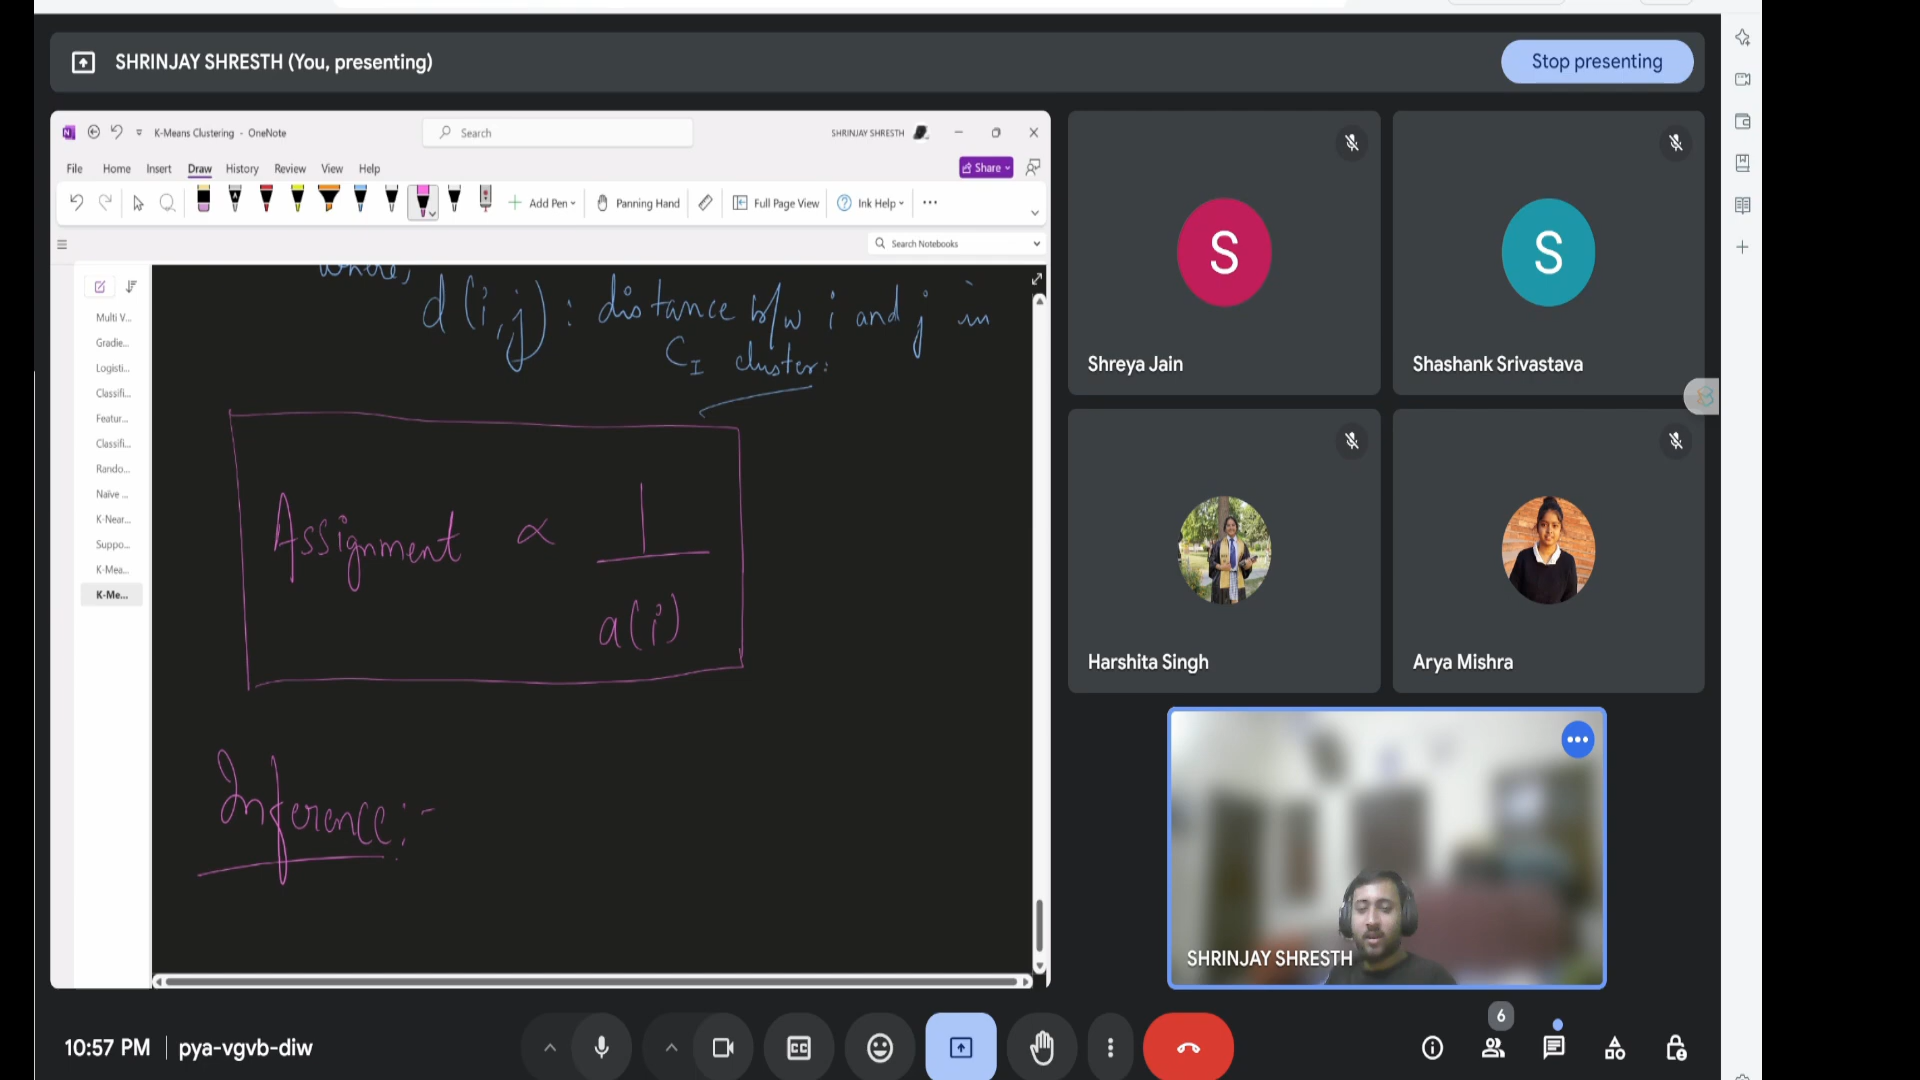 SHRINJAY SHRESTH (You, presenting)
Stop presenting
K-Means Clustering - OneNote
Search
SHRINJAY SHRESTH
File Home Insert Draw History Review View Help
Share
Add Pen
Panning Hand
Full Page View
Ink Help
Search Notebooks
Multi V...
Gradie...
Logisti...
Classifi...
Featur...
Classifi...
Rando...
Naive ...
K-Near...
Suppo...
K-Mea...
K-Me...
where,
d(i,j) : distance b/w i and j in
C_I cluster.
Assignment ∝ 1
a(i)
Inference:-
S
Shreya Jain
S
Shashank Srivastava
Harshita Singh
Arya Mishra
SHRINJAY SHRESTH
10:57 PM | pya-vgvb-diw
CC
6